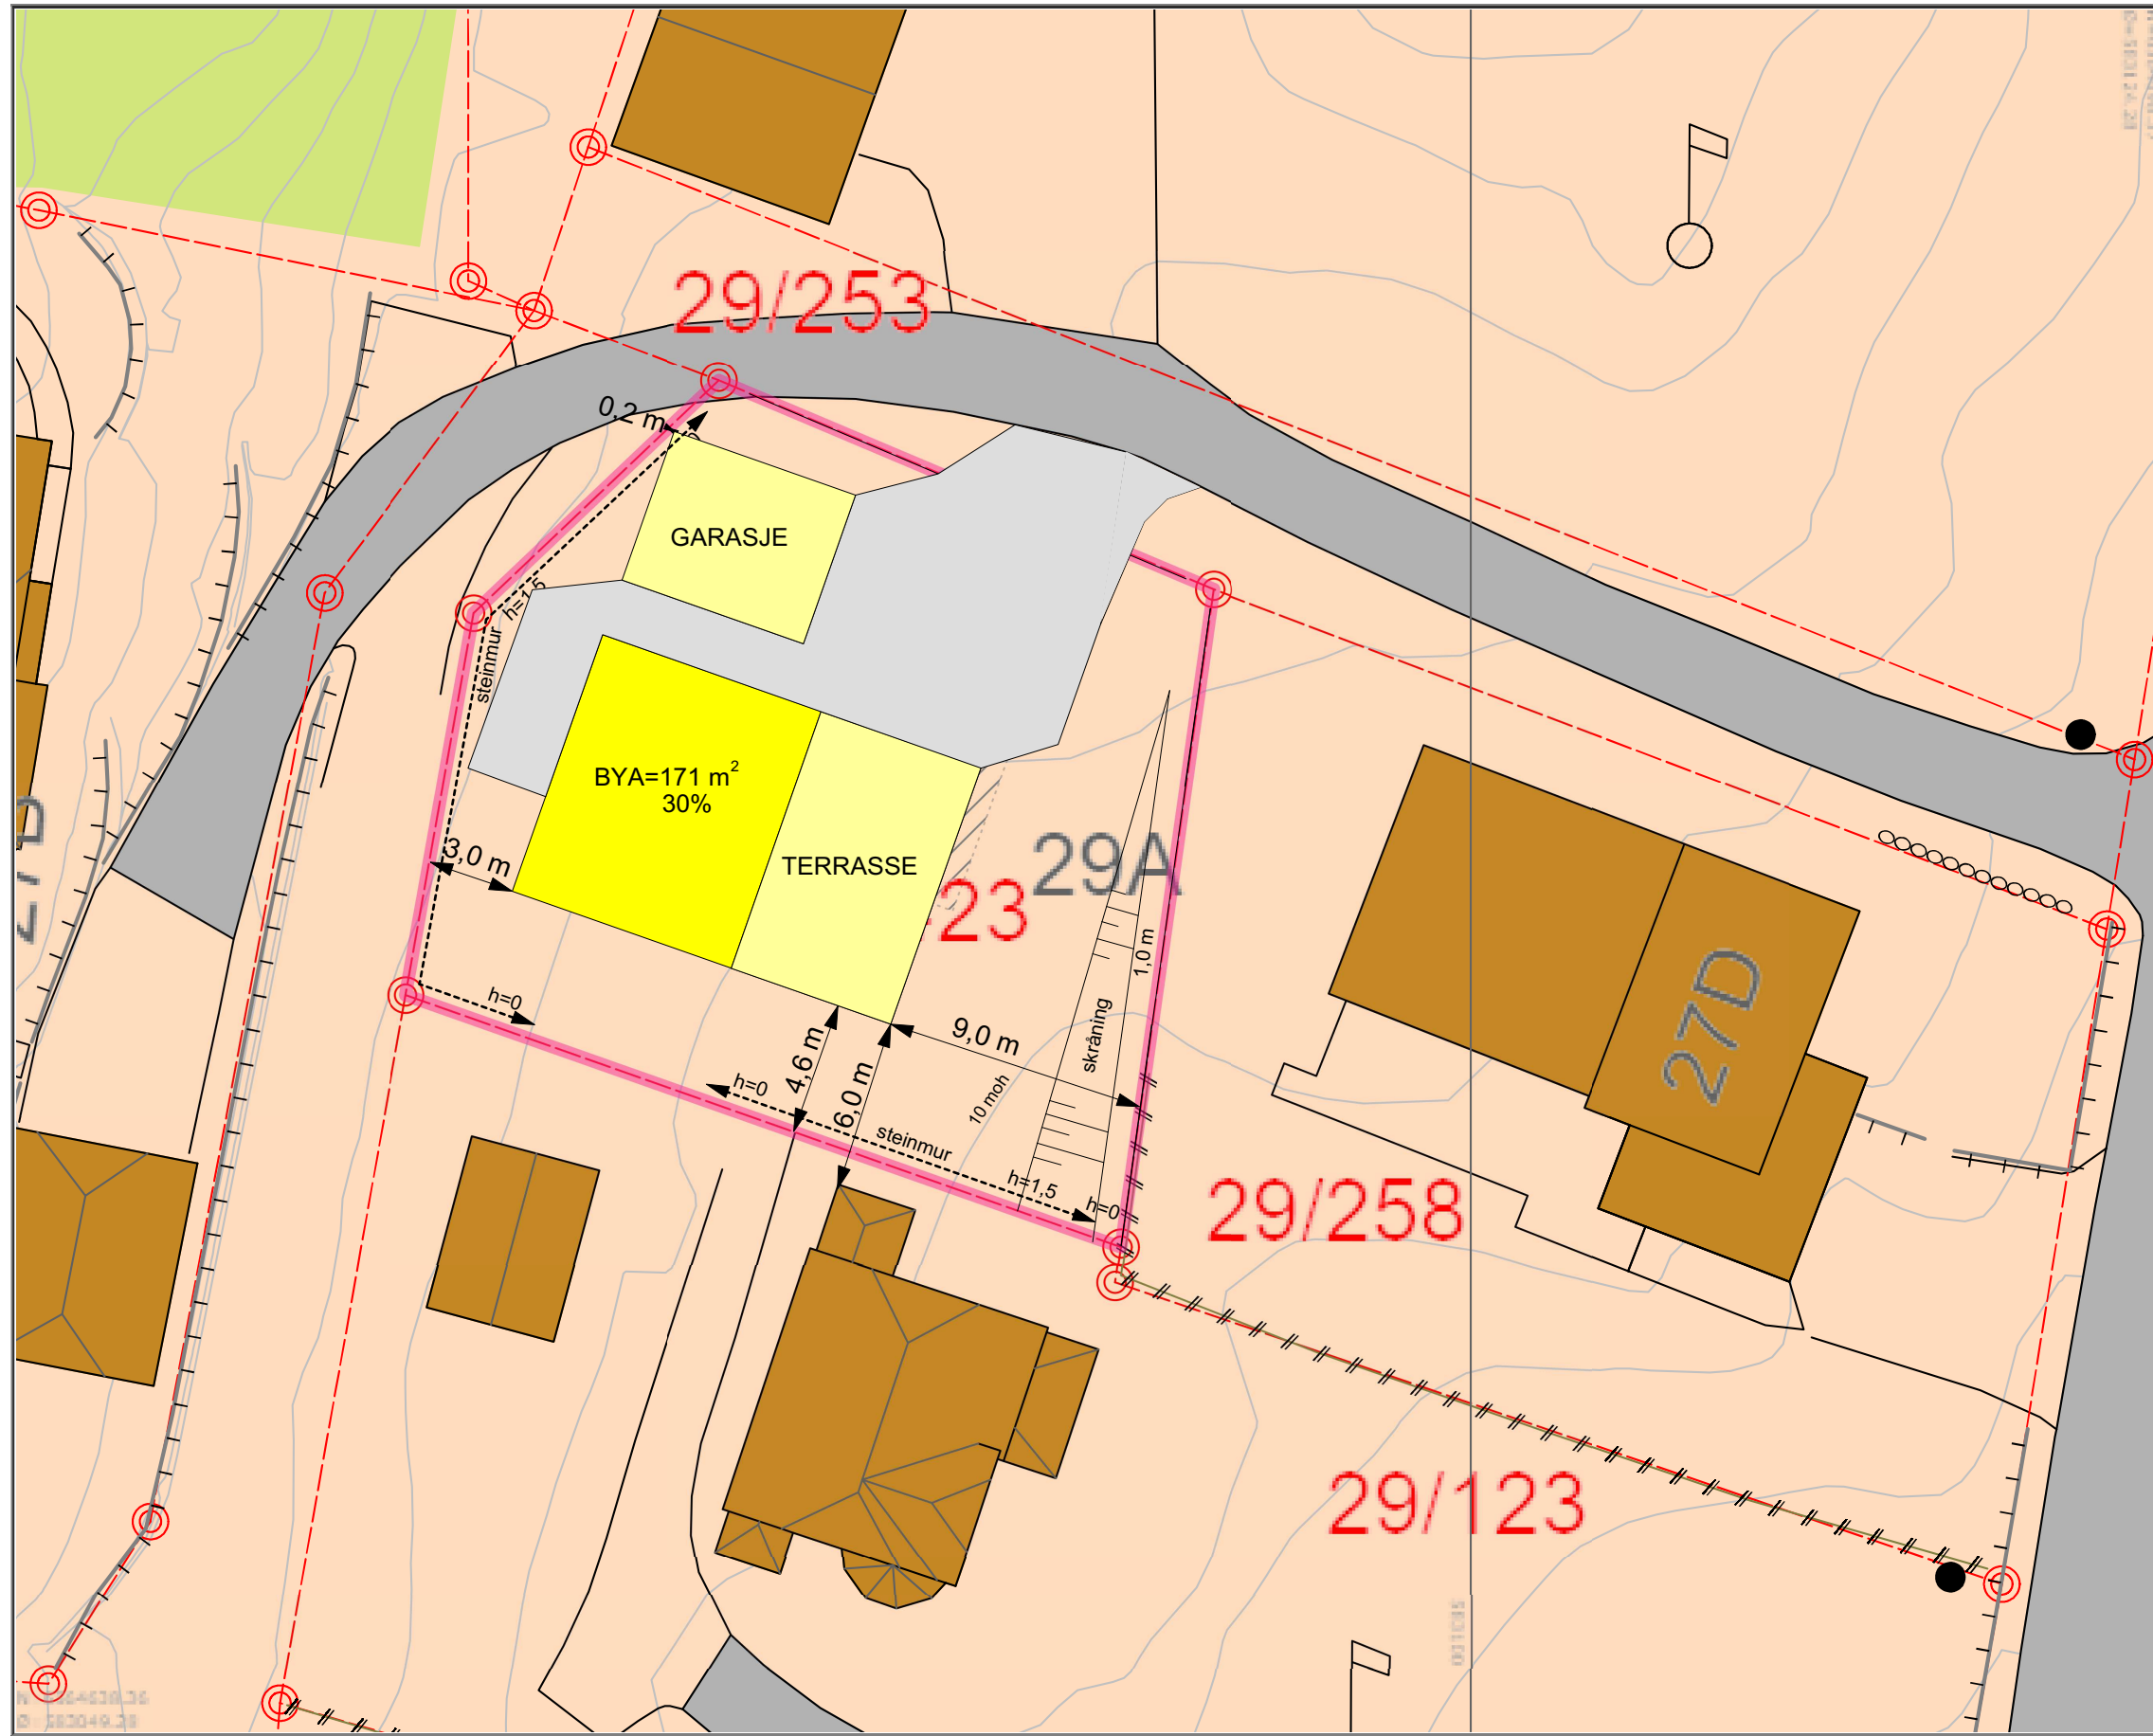 29/253
0,2 m
GARASJE
h=1,5
steinmur
BYA=171 m²
30%
3,0 m
TERRASSE
29A
23
1,0 m
27D
h=0
skråning
9,0 m
4,6 m
6,0 m
10 moh
h=0
steinmur
h=1,5
h=0
29/258
29/123